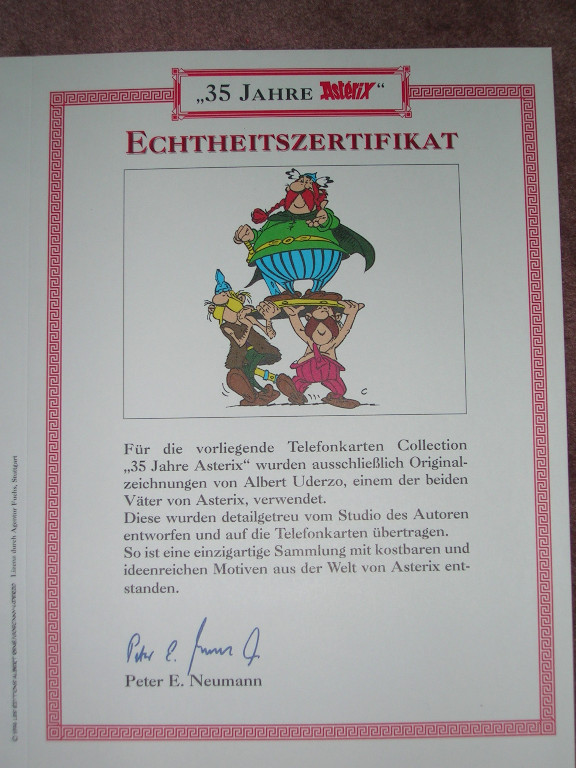 „35 JAHRE Astérix“
ECHTHEITSZERTIFIKAT
Für die vorliegende Telefonkarten Collection
„35 Jahre Asterix“ wurden ausschließlich Original-
zeichnungen von Albert Uderzo, einem der beiden
Väter von Asterix, verwendet.
Diese wurden detailgetreu vom Studio des Autoren
entworfen und auf die Telefonkarten übertragen.
So ist eine einzigartige Sammlung mit kostbaren und
ideenreichen Motiven aus der Welt von Asterix ent-
standen.
Peter E. Neumann
Peter E. Neumann
Lizenz durch Agentur Fuchs, Stuttgart